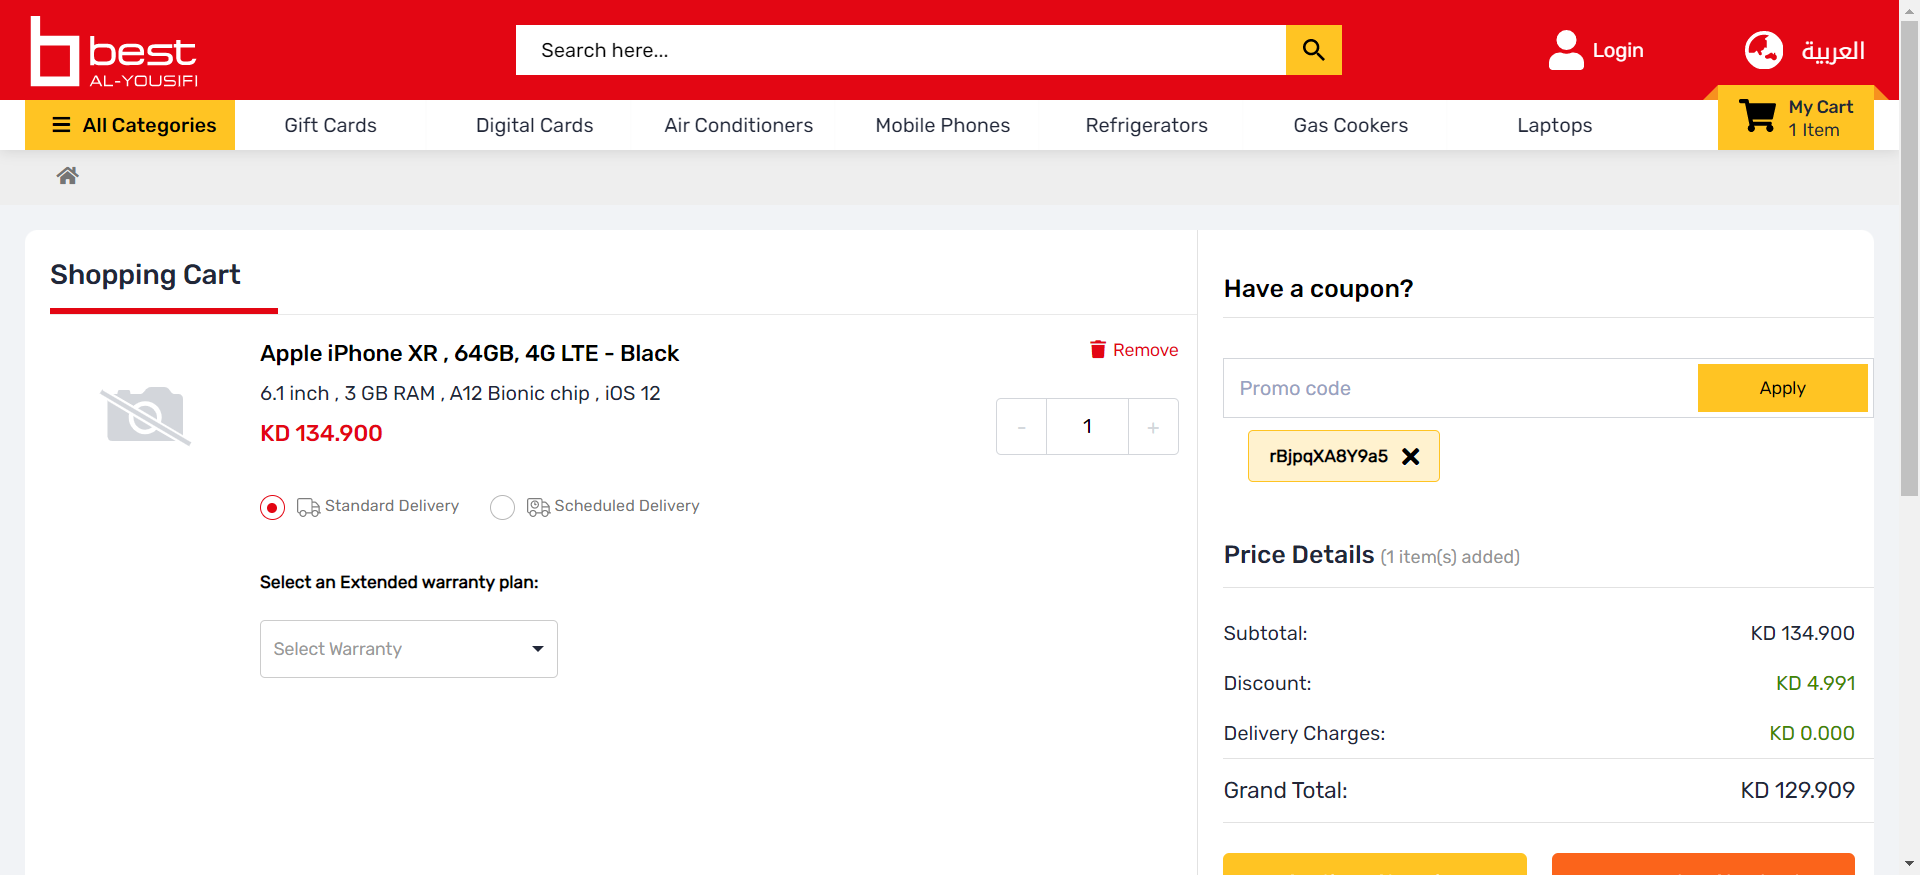 best
AL-YOUSIFI
Search here...
Login
العربية
All Categories
Gift Cards
Digital Cards
Air Conditioners
Mobile Phones
Refrigerators
Gas Cookers
Laptops
My Cart
1 Item
Shopping Cart
Apple iPhone XR , 64GB, 4G LTE - Black
6.1 inch , 3 GB RAM , A12 Bionic chip , iOS 12
KD 134.900
Remove
- 1 +
Standard Delivery
Scheduled Delivery
Select an Extended warranty plan:
Select Warranty
Have a coupon?
Promo code
Apply
rBjpqXA8Y9a5
Price Details (1 item(s) added)
Subtotal: KD 134.900
Discount: KD 4.991
Delivery Charges: KD 0.000
Grand Total: KD 129.909